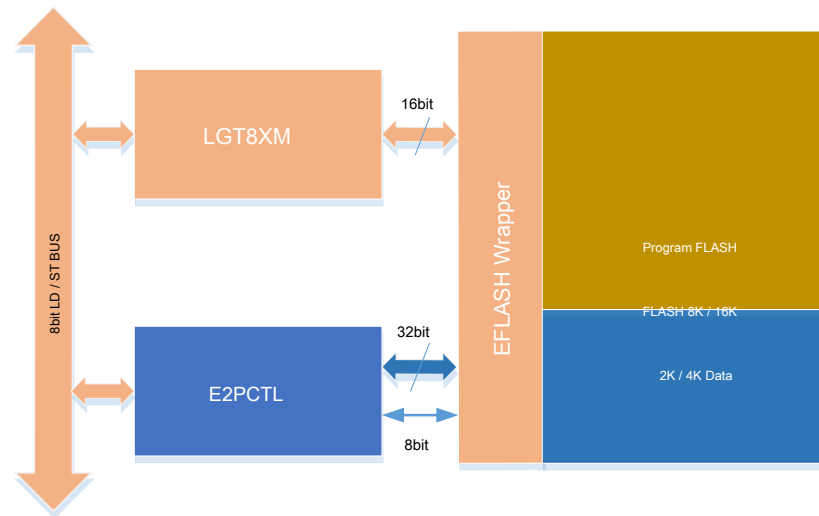 16bit
LGT8XM
8bit LD / ST BUS
EFLASH Wrapper
Program FLASH
FLASH 8K / 16K
32bit
2K / 4K Data
E2PCTL
8bit